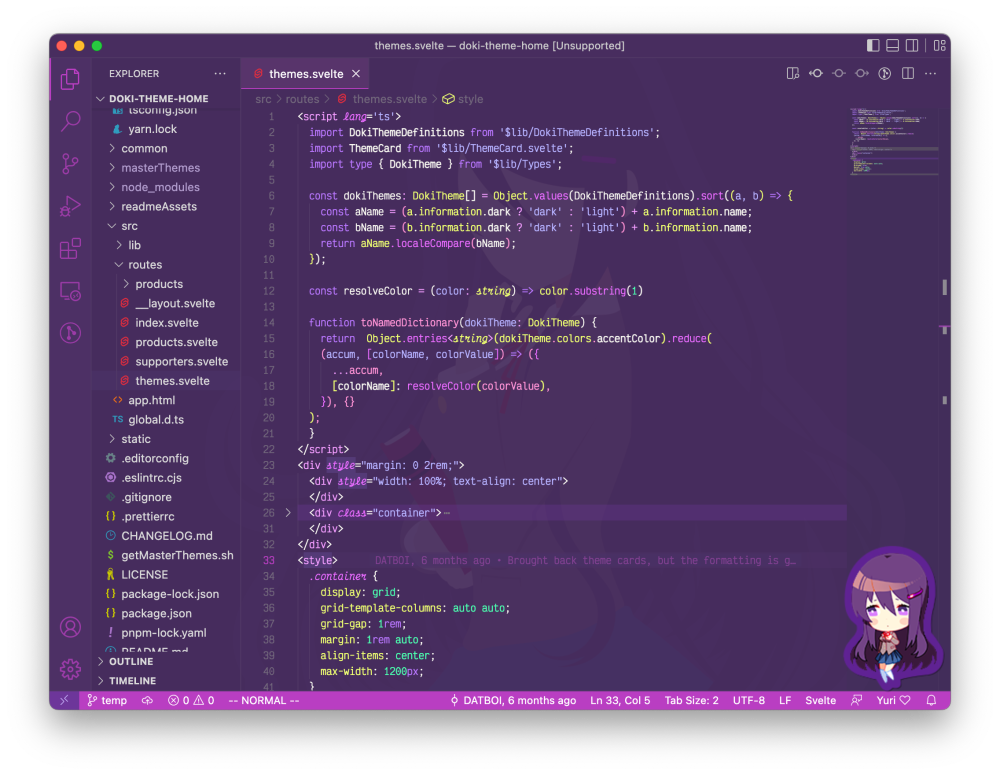 themes.svelte — doki-theme-home [Unsupported]
EXPLORER
DOKI-THEME-HOME
tsconfig.json
yarn.lock
common
masterThemes
node_modules
readmeAssets
src
lib
routes
products
__layout.svelte
index.svelte
products.svelte
supporters.svelte
themes.svelte
app.html
TS global.d.ts
static
.editorconfig
.eslintrc.cjs
.gitignore
{} .prettierrc
CHANGELOG.md
$ getMasterThemes.sh
LICENSE
{} package-lock.json
{} package.json
! pnpm-lock.yaml
README.md
OUTLINE
TIMELINE
themes.svelte
src > routes > themes.svelte > style
1 <script lang='ts'>
2 import DokiThemeDefinitions from '$lib/DokiThemeDefinitions';
3 import ThemeCard from '$lib/ThemeCard.svelte';
4 import type { DokiTheme } from '$lib/Types';
5
6 const dokiThemes: DokiTheme[] = Object.values(DokiThemeDefinitions).sort((a, b) => {
7 const aName = (a.information.dark ? 'dark' : 'light') + a.information.name;
8 const bName = (b.information.dark ? 'dark' : 'light') + b.information.name;
9 return aName.localeCompare(bName);
10 });
11
12 const resolveColor = (color: string) => color.substring(1)
13
14 function toNamedDictionary(dokiTheme: DokiTheme) {
15 return Object.entries<string>(dokiTheme.colors.accentColor).reduce(
16 (accum, [colorName, colorValue]) => ({
17 ...accum,
18 [colorName]: resolveColor(colorValue),
19 }), {}
20 );
21 }
22 </script>
23 <div style="margin: 0 2rem;">
24 <div style="width: 100%; text-align: center">
25 </div>
26 <div class="container">⋯
31 </div>
32 </div>
33 <style> DATBOI, 6 months ago • Brought back theme cards, but the formatting is g…
34 .container {
35 display: grid;
36 grid-template-columns: auto auto;
37 grid-gap: 1rem;
38 margin: 1rem auto;
39 align-items: center;
40 max-width: 1200px;
41 }
temp 0 0 -- NORMAL -- DATBOI, 6 months ago Ln 33, Col 5 Tab Size: 2 UTF-8 LF Svelte Yuri ♡